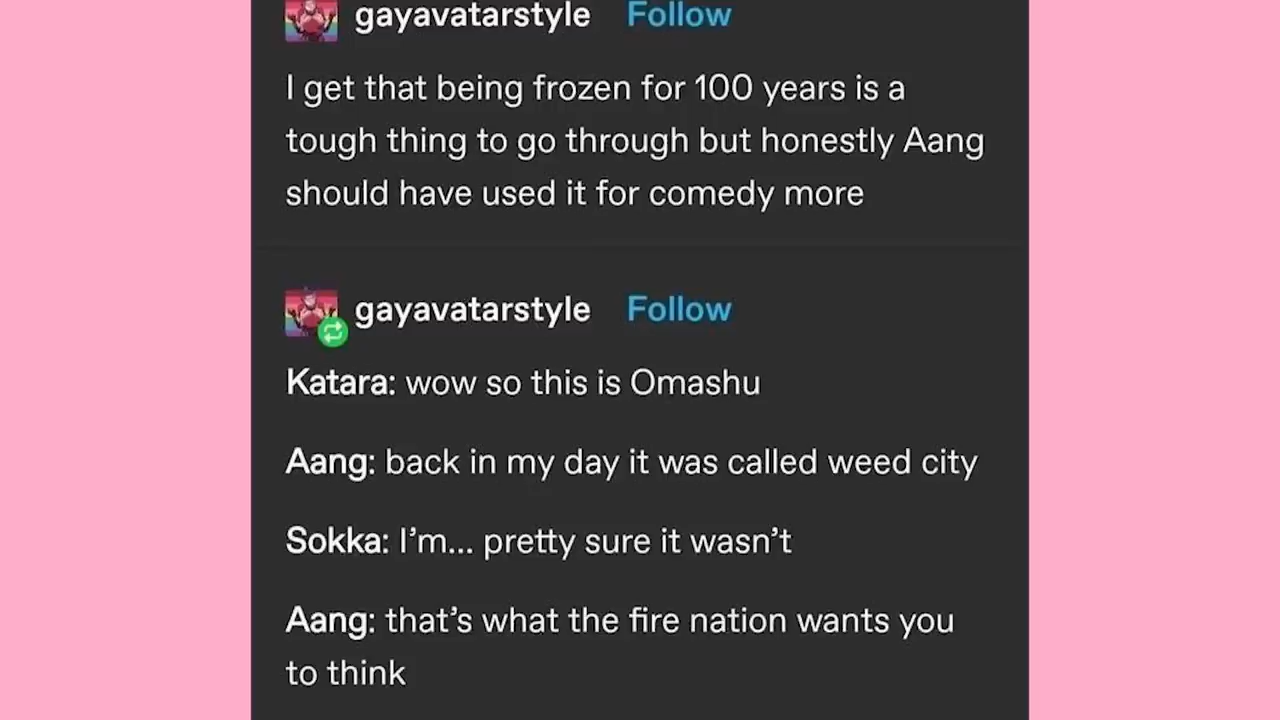 gayavatarstyle Follow
I get that being frozen for 100 years is a
tough thing to go through but honestly Aang
should have used it for comedy more
gayavatarstyle Follow
Katara: wow so this is Omashu
Aang: back in my day it was called weed city
Sokka: I’m... pretty sure it wasn’t
Aang: that’s what the fire nation wants you
to think